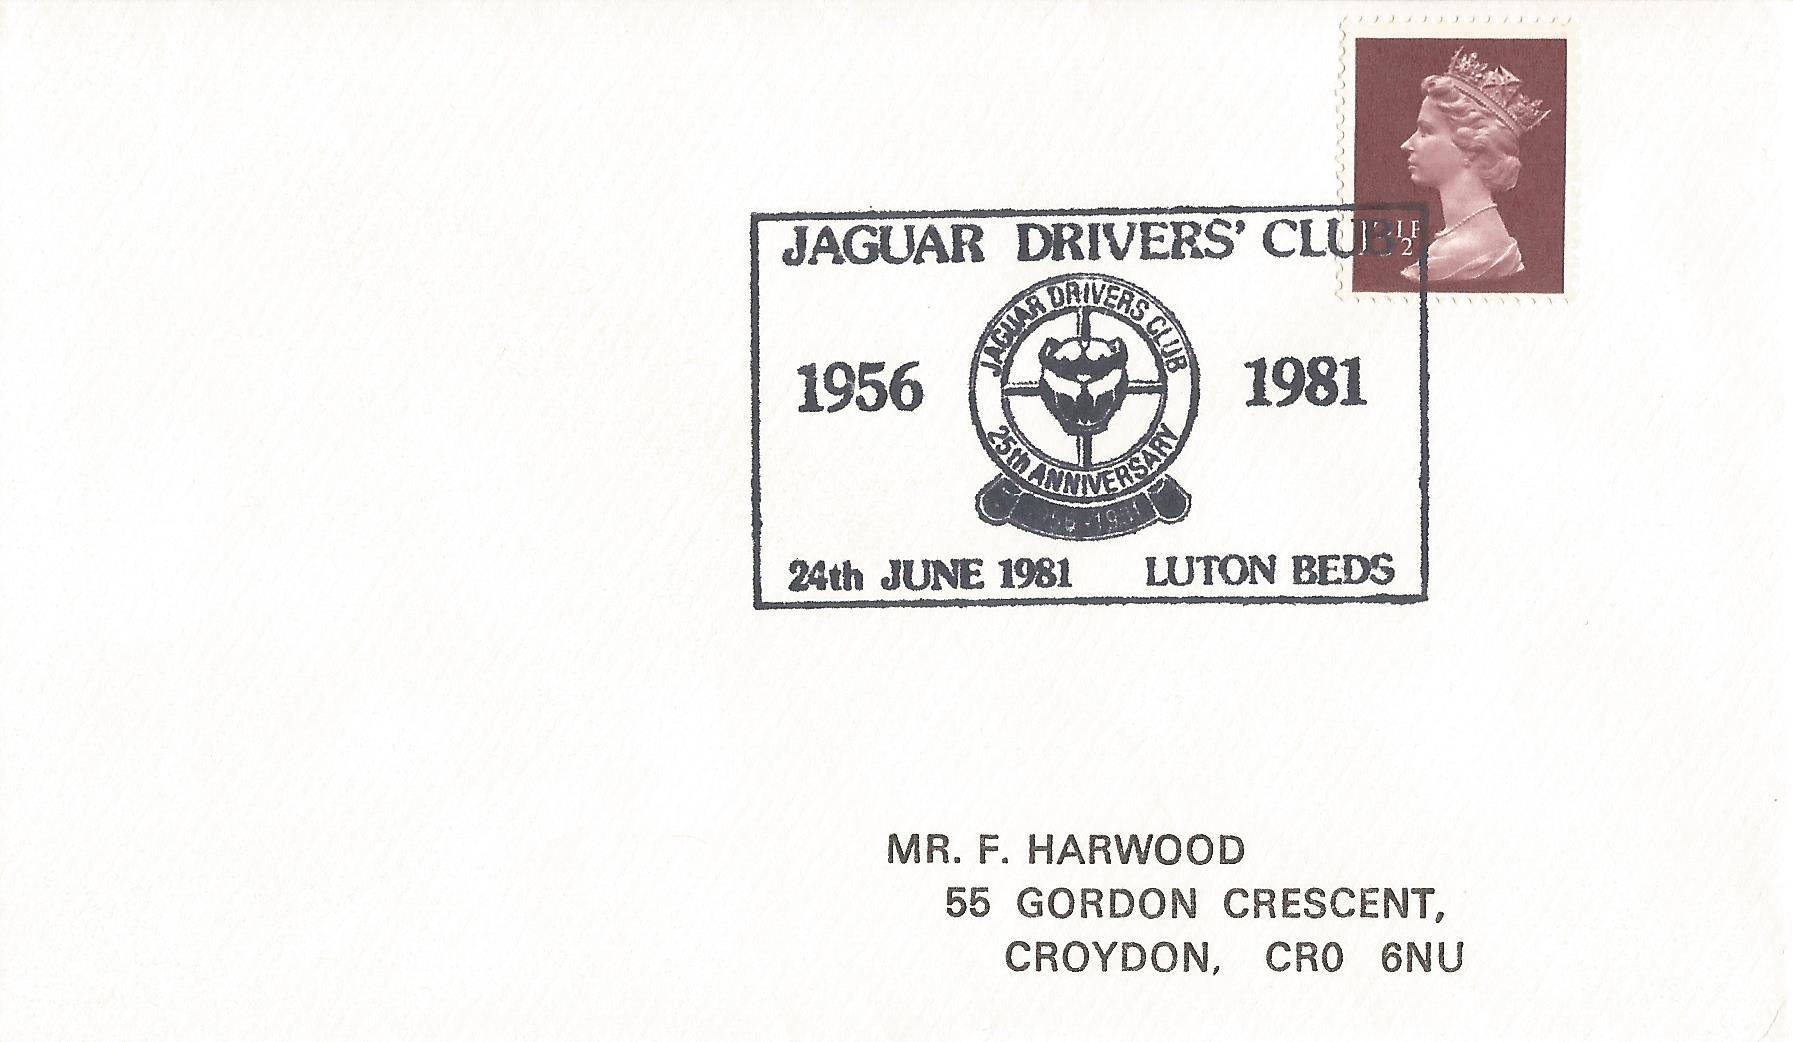 JAGUAR DRIVERS' CLUB
JAGUAR DRIVERS CLUB
1956
1981
25th ANNIVERSARY
24th JUNE 1981 LUTON BEDS
MR. F. HARWOOD
55 GORDON CRESCENT,
CROYDON, CR0 6NU